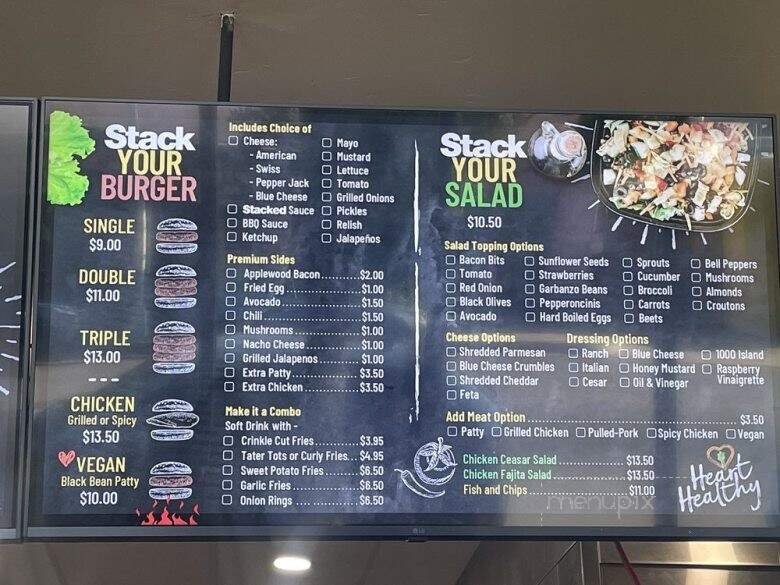 Stack
YOUR
BURGER
SINGLE
$9.00
DOUBLE
$11.00
TRIPLE
$13.00
CHICKEN
Grilled or Spicy
$13.50
VEGAN
Black Bean Patty
$10.00
Includes Choice of
Cheese:
- American
- Swiss
- Pepper Jack
- Blue Cheese
Stacked Sauce
BBQ Sauce
Ketchup
Mayo
Mustard
Lettuce
Tomato
Grilled Onions
Pickles
Relish
Jalapeños
Premium Sides
Applewood Bacon..........$2.00
Fried Egg......................$1.00
Avocado........................$1.50
Chili..............................$1.50
Mushrooms...................$1.00
Nacho Cheese...............$1.00
Grilled Jalapenos..........$1.00
Extra Patty....................$3.50
Extra Chicken................$3.50
Make it a Combo
Soft Drink with -
Crinkle Cut Fries............$3.95
Tater Tots or Curly Fries...$4.95
Sweet Potato Fries.........$6.50
Garlic Fries...................$6.50
Onion Rings..................$6.50
Stack
YOUR
SALAD
$10.50
Salad Topping Options
Bacon Bits
Tomato
Red Onion
Black Olives
Avocado
Sunflower Seeds
Strawberries
Garbanzo Beans
Pepperoncinis
Hard Boiled Eggs
Sprouts
Cucumber
Broccoli
Carrots
Beets
Bell Peppers
Mushrooms
Almonds
Croutons
Cheese Options
Shredded Parmesan
Blue Cheese Crumbles
Shredded Cheddar
Feta
Dressing Options
Ranch
Italian
Cesar
Blue Cheese
Honey Mustard
Oil & Vinegar
1000 Island
Raspberry
Vinaigrette
Add Meat Option..........................................$3.50
Patty Grilled Chicken Pulled-Pork Spicy Chicken Vegan
Chicken Ceasar Salad....................$13.50
Chicken Fajita Salad......................$13.50
Fish and Chips...............................$11.00
Heart
Healthy
menupix
LG